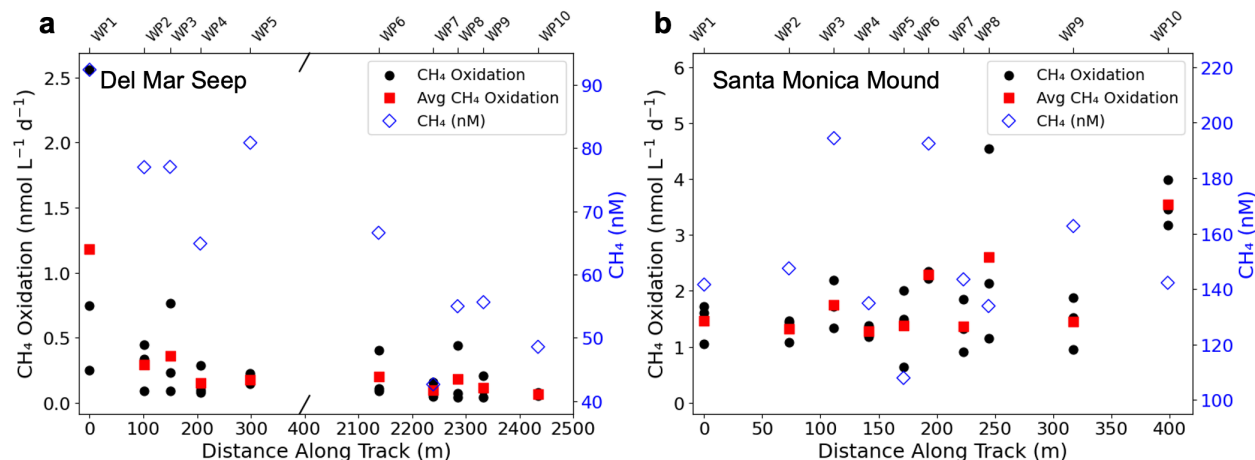 a
WP1 WP2 WP3 WP4 WP5 WP6 WP7 WP8 WP9 WP10
Del Mar Seep
CH₄ Oxidation
Avg CH₄ Oxidation
CH₄ (nM)
CH₄ Oxidation (nmol L⁻¹ d⁻¹)
2.5
2.0
1.5
1.0
0.5
0.0
90
80
70
60
50
40
CH₄ (nM)
0 100 200 300 400 2100 2200 2300 2400 2500
Distance Along Track (m)
b
WP1 WP2 WP3 WP4 WP5 WP6 WP7 WP8 WP9 WP10
Santa Monica Mound
CH₄ Oxidation
Avg CH₄ Oxidation
CH₄ (nM)
CH₄ Oxidation (nmol L⁻¹ d⁻¹)
6
5
4
3
2
1
0
220
200
180
160
140
120
100
CH₄ (nM)
0 50 100 150 200 250 300 350 400
Distance Along Track (m)